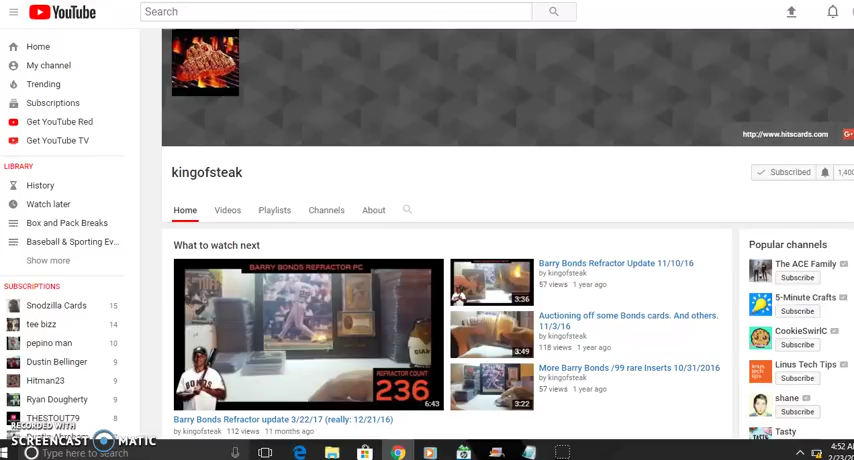 YouTube
Search
Home
My channel
Trending
Subscriptions
Get YouTube Red
Get YouTube TV
LIBRARY
History
Watch later
Box and Pack Breaks
Baseball & Sporting Ev...
Show more
SUBSCRIPTIONS
Snodzilla Cards 15
tee bizz 14
pepino man 10
Dustin Bellinger 9
Hitman23 9
Ryan Dougherty 9
THESTOUT79 8
http://www.hitscards.com
kingofsteak
Subscribed 1,400
Home Videos Playlists Channels About
What to watch next
BARRY BONDS REFRACTOR PC
REFRACTOR COUNT
236
6:43
BONDS
Barry Bonds Refractor update 3/22/17 (really: 12/21/16)
by kingofsteak 112 views 11 months ago
3:36
Barry Bonds Refractor Update 11/10/16
by kingofsteak
57 views 1 year ago
3:49
Auctioning off some Bonds cards. And others.
11/3/16
by kingofsteak
118 views 1 year ago
3:22
More Barry Bonds /99 rare Inserts 10/31/2016
by kingofsteak
57 views 1 year ago
Popular channels
The ACE Family
Subscribe
5-Minute Crafts
Subscribe
CookieSwirlC
Subscribe
Linus Tech Tips
Subscribe
shane
Subscribe
Tasty
RECORDED WITH
SCREENCAST MATIC
Type here to search
4:52 A
2/23/20